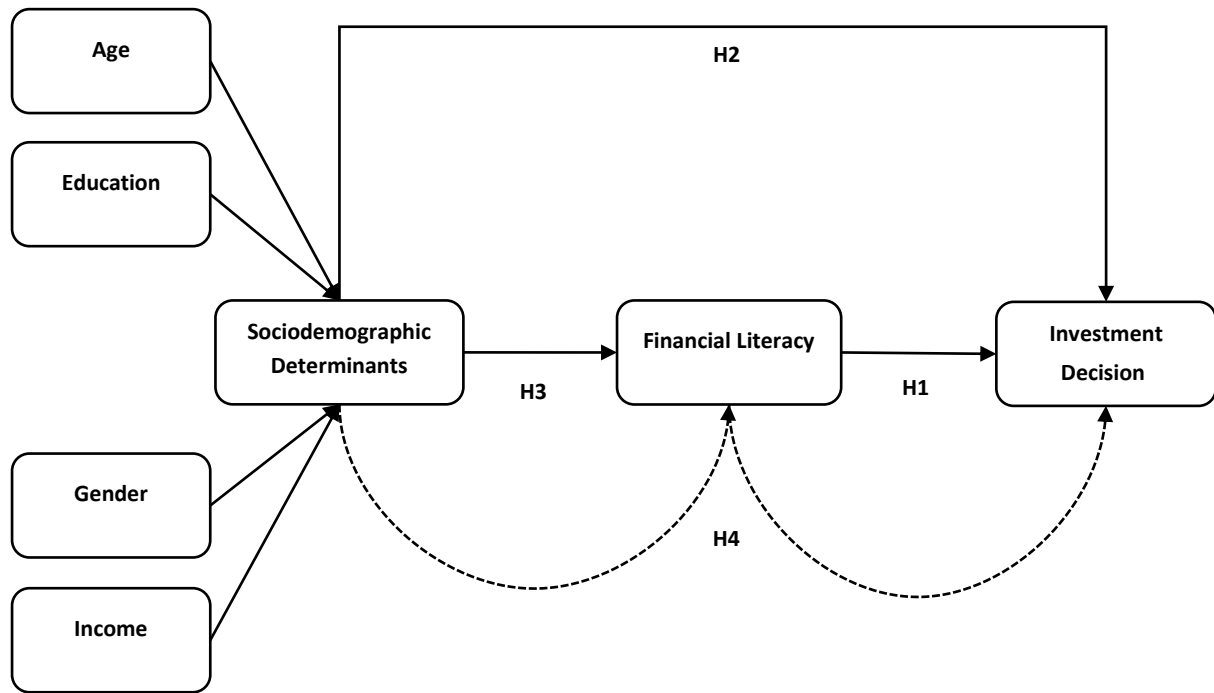 Age
H2
Education
Sociodemographic
Determinants
Financial Literacy
Investment
Decision
H3
H1
Gender
H4
Income